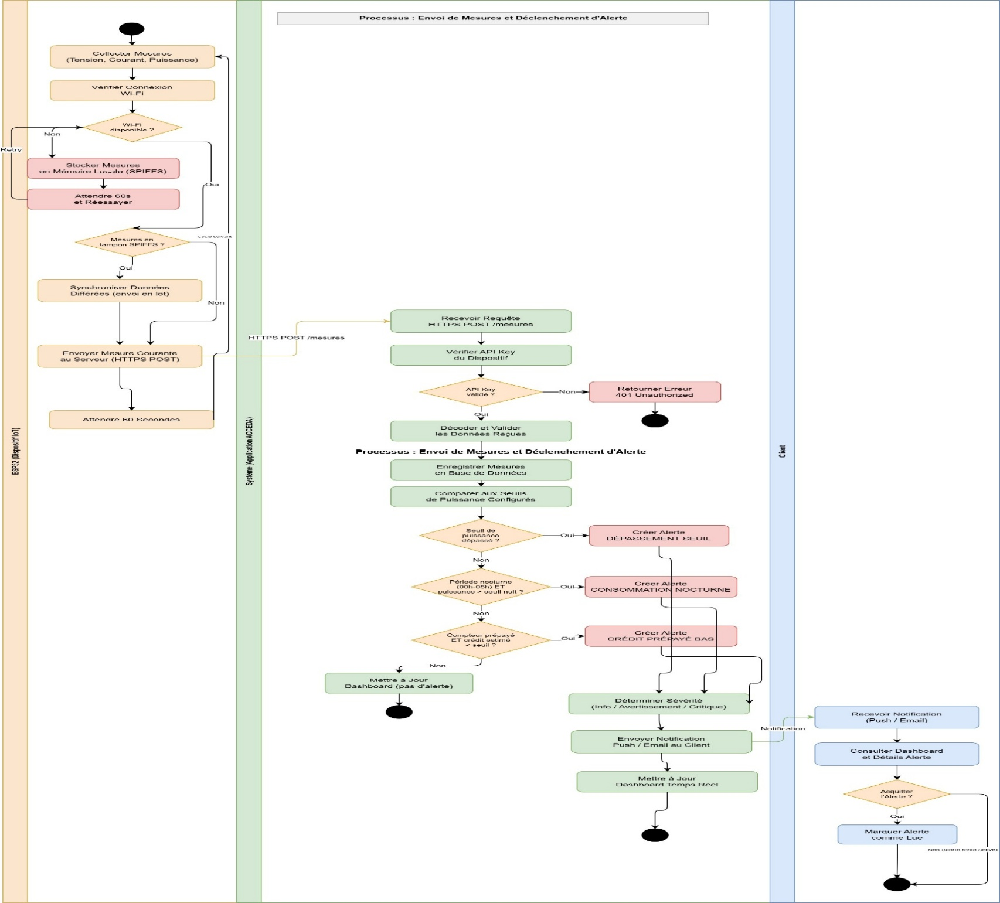 Processus : Envoi de Mesures et Déclenchement d'Alerte
ESP32 (Dispositif IoT)
Collecter Mesures
(Tension, Courant, Puissance)
Vérifier Connexion
Wi-Fi
Wi-Fi
disponible ?
Non
Retry
Stocker Mesures
en Mémoire Locale (SPIFFS)
Oui
Attendre 60s
et Réessayer
Cycle suivant
Mesures en
tampon SPIFFS ?
Oui
Synchroniser Données
Différées (envoi en lot)
Non
Envoyer Mesure Courante
au Serveur (HTTPS POST)
Attendre 60 Secondes
HTTPS POST /mesures
Système (Application AOCEDA)
Recevoir Requête
HTTPS POST /mesures
Vérifier API Key
du Dispositif
API Key
valide ?
Non
Retourner Erreur
401 Unauthorized
Oui
Décoder et Valider
les Données Reçues
Processus : Envoi de Mesures et Déclenchement d'Alerte
Enregistrer Mesures
en Base de Données
Comparer aux Seuils
de Puissance Configurés
Seuil de
puissance
dépassé ?
Oui
Créer Alerte
DÉPASSEMENT SEUIL
Non
Période nocturne
(00h-05h) ET
puissance > seuil nuit ?
Oui
Créer Alerte
CONSOMMATION NOCTURNE
Non
Compteur prépayé
ET crédit estimé
< seuil ?
Oui
Créer Alerte
CRÉDIT PRÉPAYÉ BAS
Non
Mettre à Jour
Dashboard (pas d'alerte)
Déterminer Sévérité
(Info / Avertissement / Critique)
Envoyer Notification
Push / Email au Client
Mettre à Jour
Dashboard Temps Réel
Notification
Client
Recevoir Notification
(Push / Email)
Consulter Dashboard
et Détails Alerte
Acquitter
l'Alerte ?
Oui
Marquer Alerte
comme Lue
Non (alerte reste active)